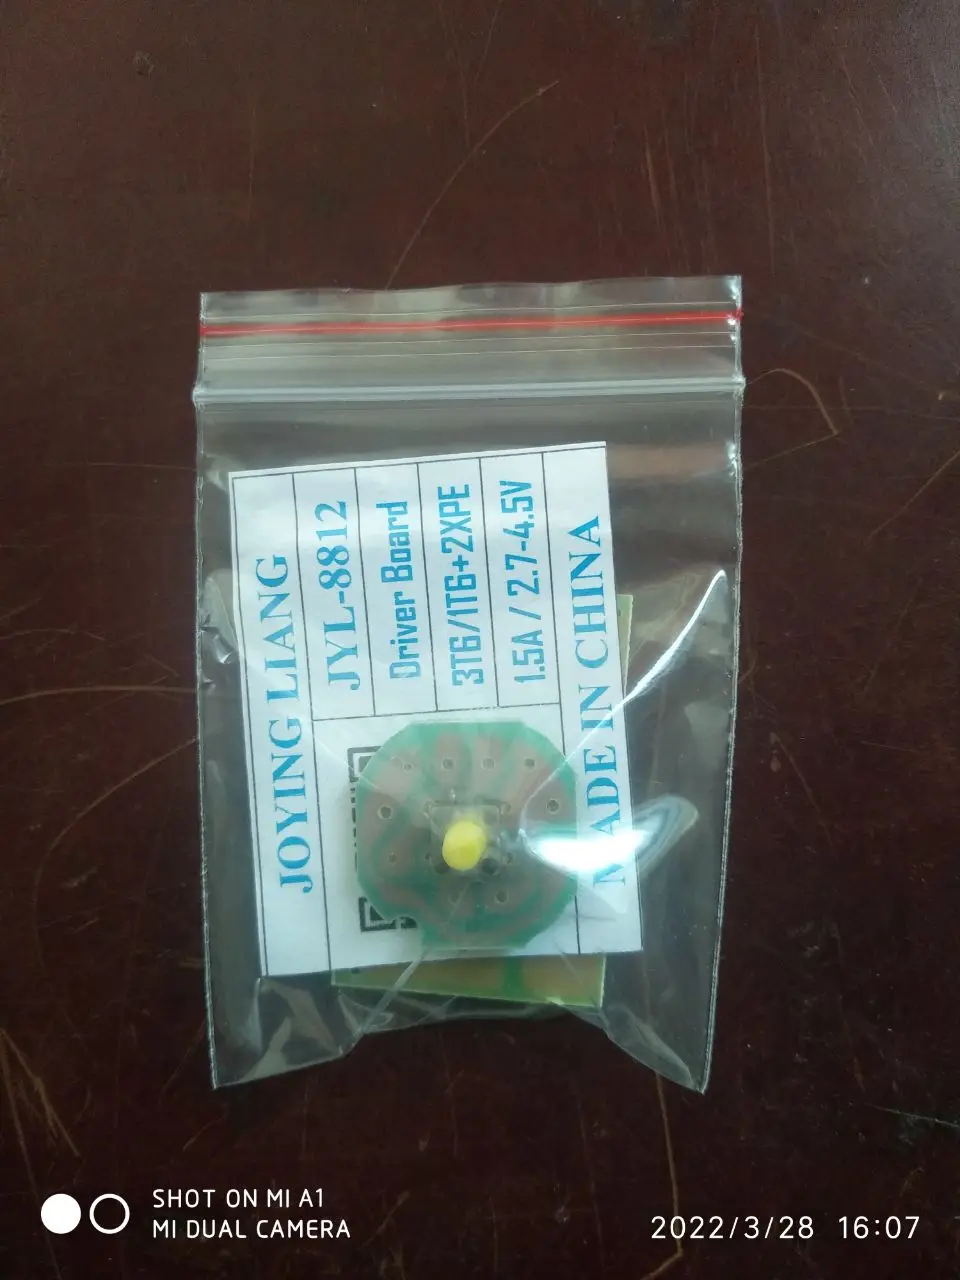 JOYING LIANG
JYL-8812
Driver Board
3T6/1T6+2XPE
1.5A / 2.7-4.5V
MADE IN CHINA
SHOT ON MI A1
MI DUAL CAMERA
2022/3/28 16:07